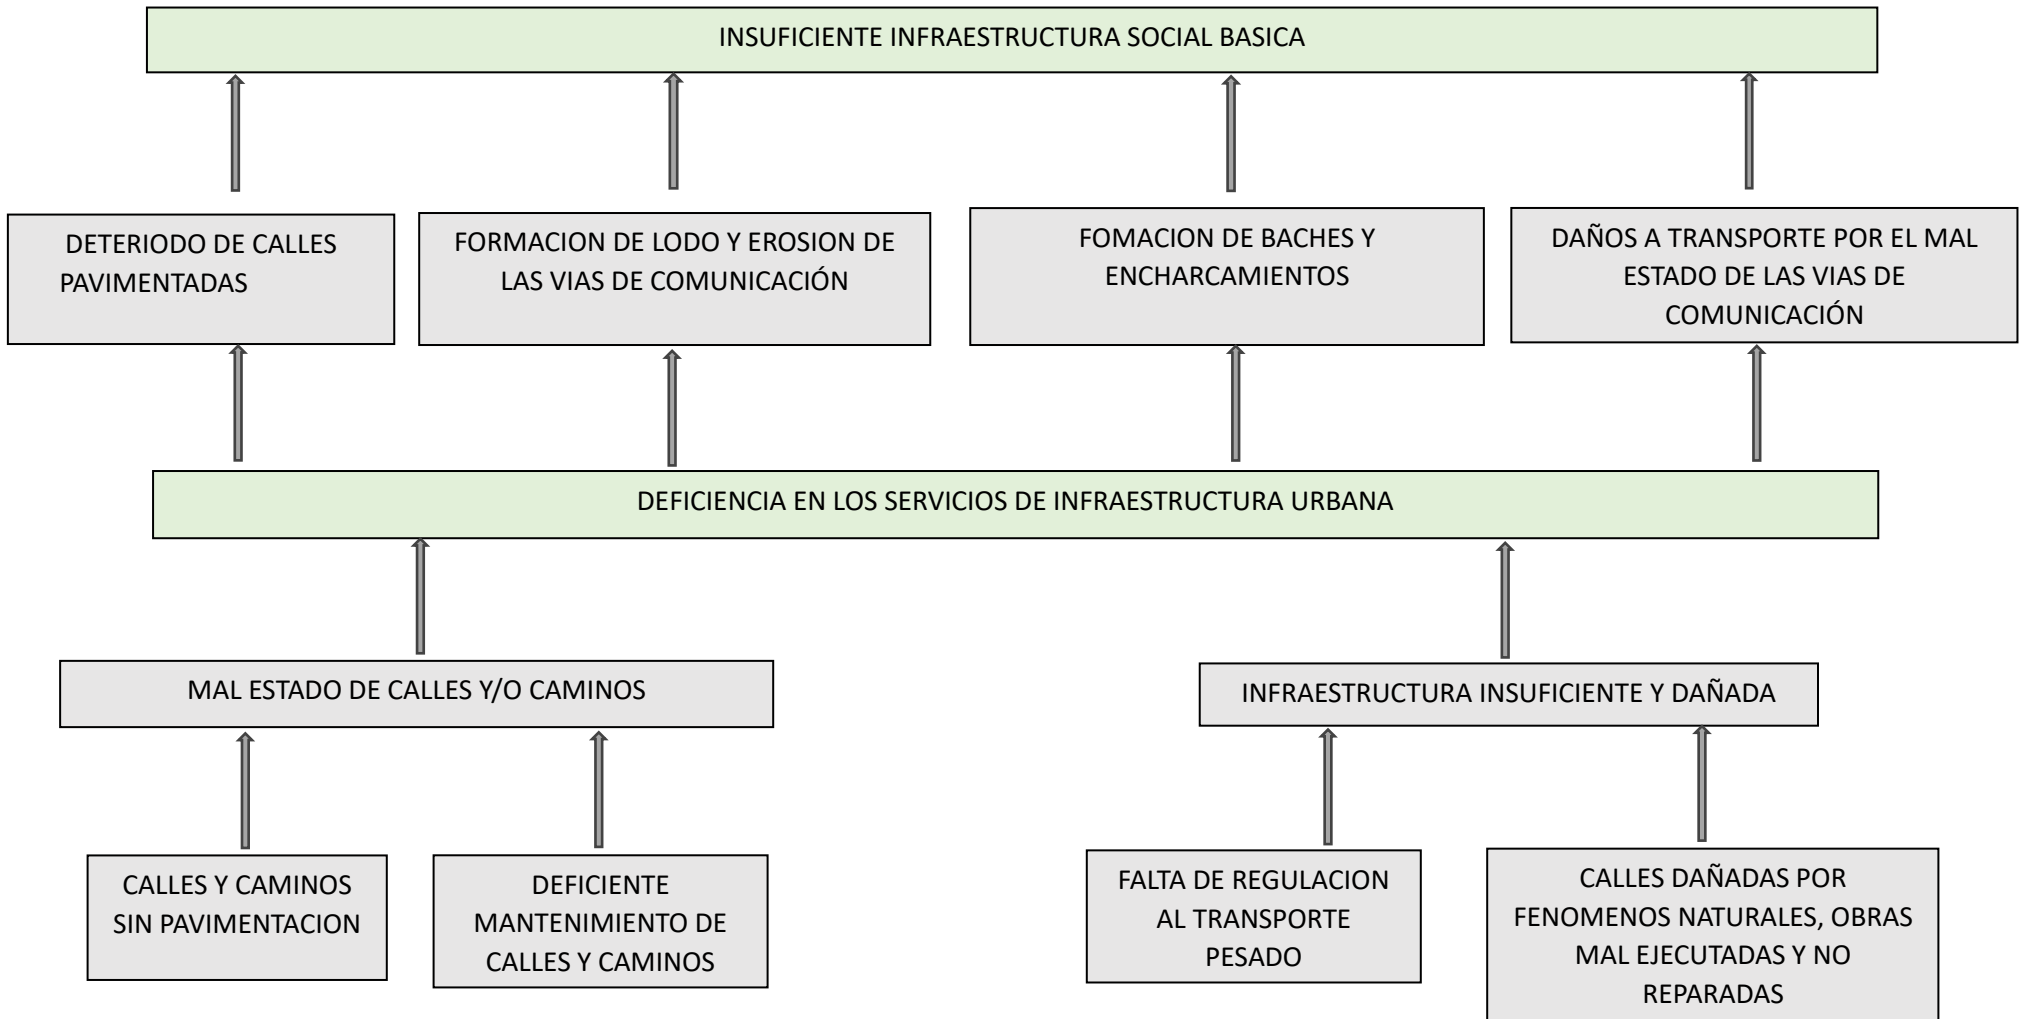 INSUFICIENTE INFRAESTRUCTURA SOCIAL BASICA
DETERIODO DE CALLES
PAVIMENTADAS
FORMACION DE LODO Y EROSION DE
LAS VIAS DE COMUNICACIÓN
FOMACION DE BACHES Y
ENCHARCAMIENTOS
DAÑOS A TRANSPORTE POR EL MAL
ESTADO DE LAS VIAS DE
COMUNICACIÓN
DEFICIENCIA EN LOS SERVICIOS DE INFRAESTRUCTURA URBANA
MAL ESTADO DE CALLES Y/O CAMINOS
INFRAESTRUCTURA INSUFICIENTE Y DAÑADA
CALLES Y CAMINOS
SIN PAVIMENTACION
DEFICIENTE
MANTENIMIENTO DE
CALLES Y CAMINOS
FALTA DE REGULACION
AL TRANSPORTE
PESADO
CALLES DAÑADAS POR
FENOMENOS NATURALES, OBRAS
MAL EJECUTADAS Y NO
REPARADAS